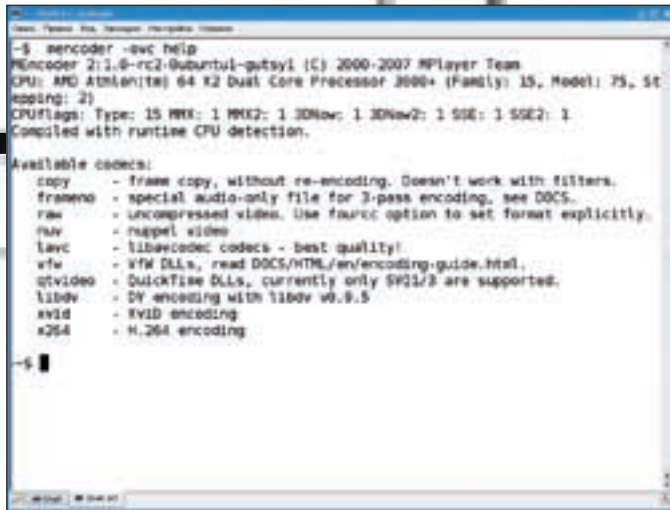 ~$ mencoder -ovc help
MEncoder 2:1.0~rc2-0ubuntu1-gutsy1 (C) 2000-2007 MPlayer Team
CPU: AMD Athlon(tm) 64 X2 Dual Core Processor 3800+ (Family: 15, Model: 75, St
epping: 2)
CPUflags: Type: 15 MMX: 1 MMX2: 1 3DNow: 1 3DNow2: 1 SSE: 1 SSE2: 1
Compiled with runtime CPU detection.
Available codecs:
copy - frame copy, without re-encoding. Doesn't work with filters.
frameno - special audio-only file for 3-pass encoding, see DOCS.
raw - uncompressed video. Use fourcc option to set format explicitly.
nuv - nuppel video
lavc - libavcodec codecs - best quality!
vfw - VfW DLLs, read DOCS/HTML/en/encoding-guide.html.
qtvideo - QuickTime DLLs, currently only SVQ1/3 are supported.
libdv - DV encoding with libdv v0.9.5
xvid - XviD encoding
x264 - H.264 encoding
~$